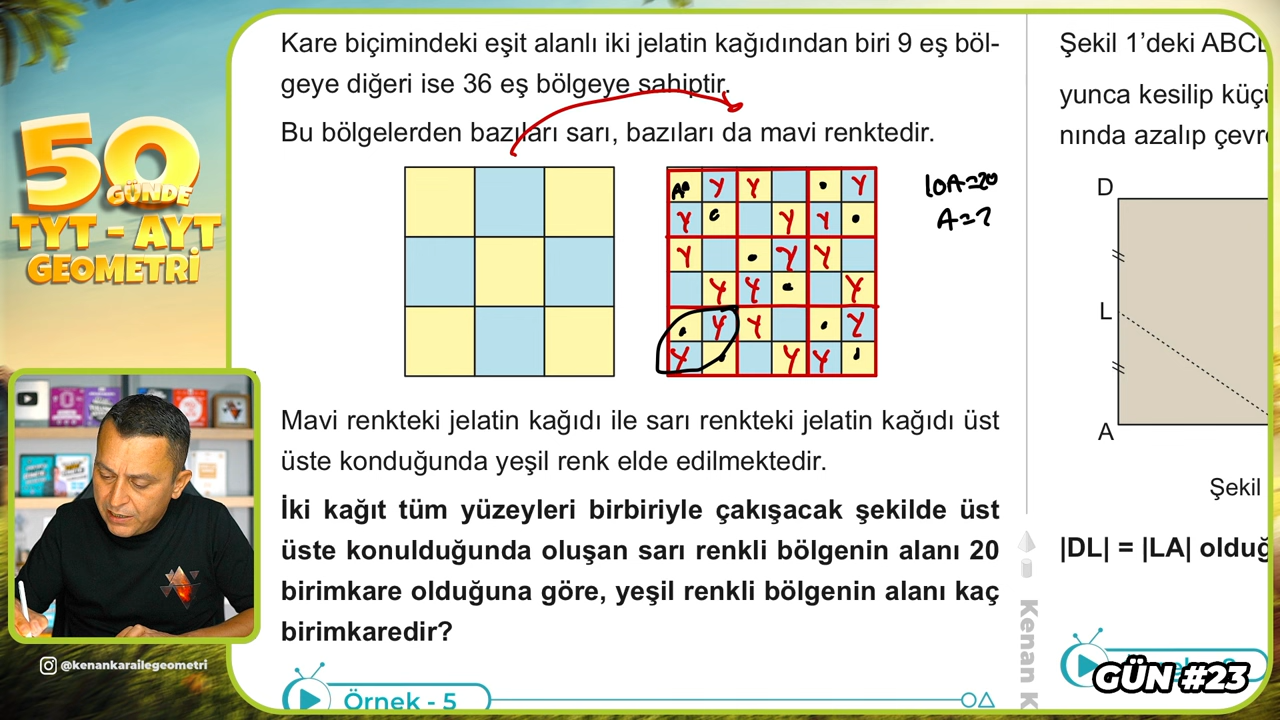 50
GÜNDE
TYT - AYT
GEOMETRİ
@kenankarailegeometri
Kare biçimindeki eşit alanlı iki jelatin kağıdından biri 9 eş böl-
geye diğeri ise 36 eş bölgeye sahiptir.
Bu bölgelerden bazıları sarı, bazıları da mavi renktedir.
A Y Y Y
Y Y Y
Y Y Y
Y Y Y
Y Y Y
Y Y Y
10A=20
A=2
Mavi renkteki jelatin kağıdı ile sarı renkteki jelatin kağıdı üst
üste konduğunda yeşil renk elde edilmektedir.
İki kağıt tüm yüzeyleri birbiriyle çakışacak şekilde üst
üste konulduğunda oluşan sarı renkli bölgenin alanı 20
birimkare olduğuna göre, yeşil renkli bölgenin alanı kaç
birimkaredir?
Örnek - 5
Kenan K
Şekil 1'deki ABC
yunca kesilip küç
nında azalıp çevr
D
L
A
Şekil
|DL| = |LA| olduğ
GÜN #23